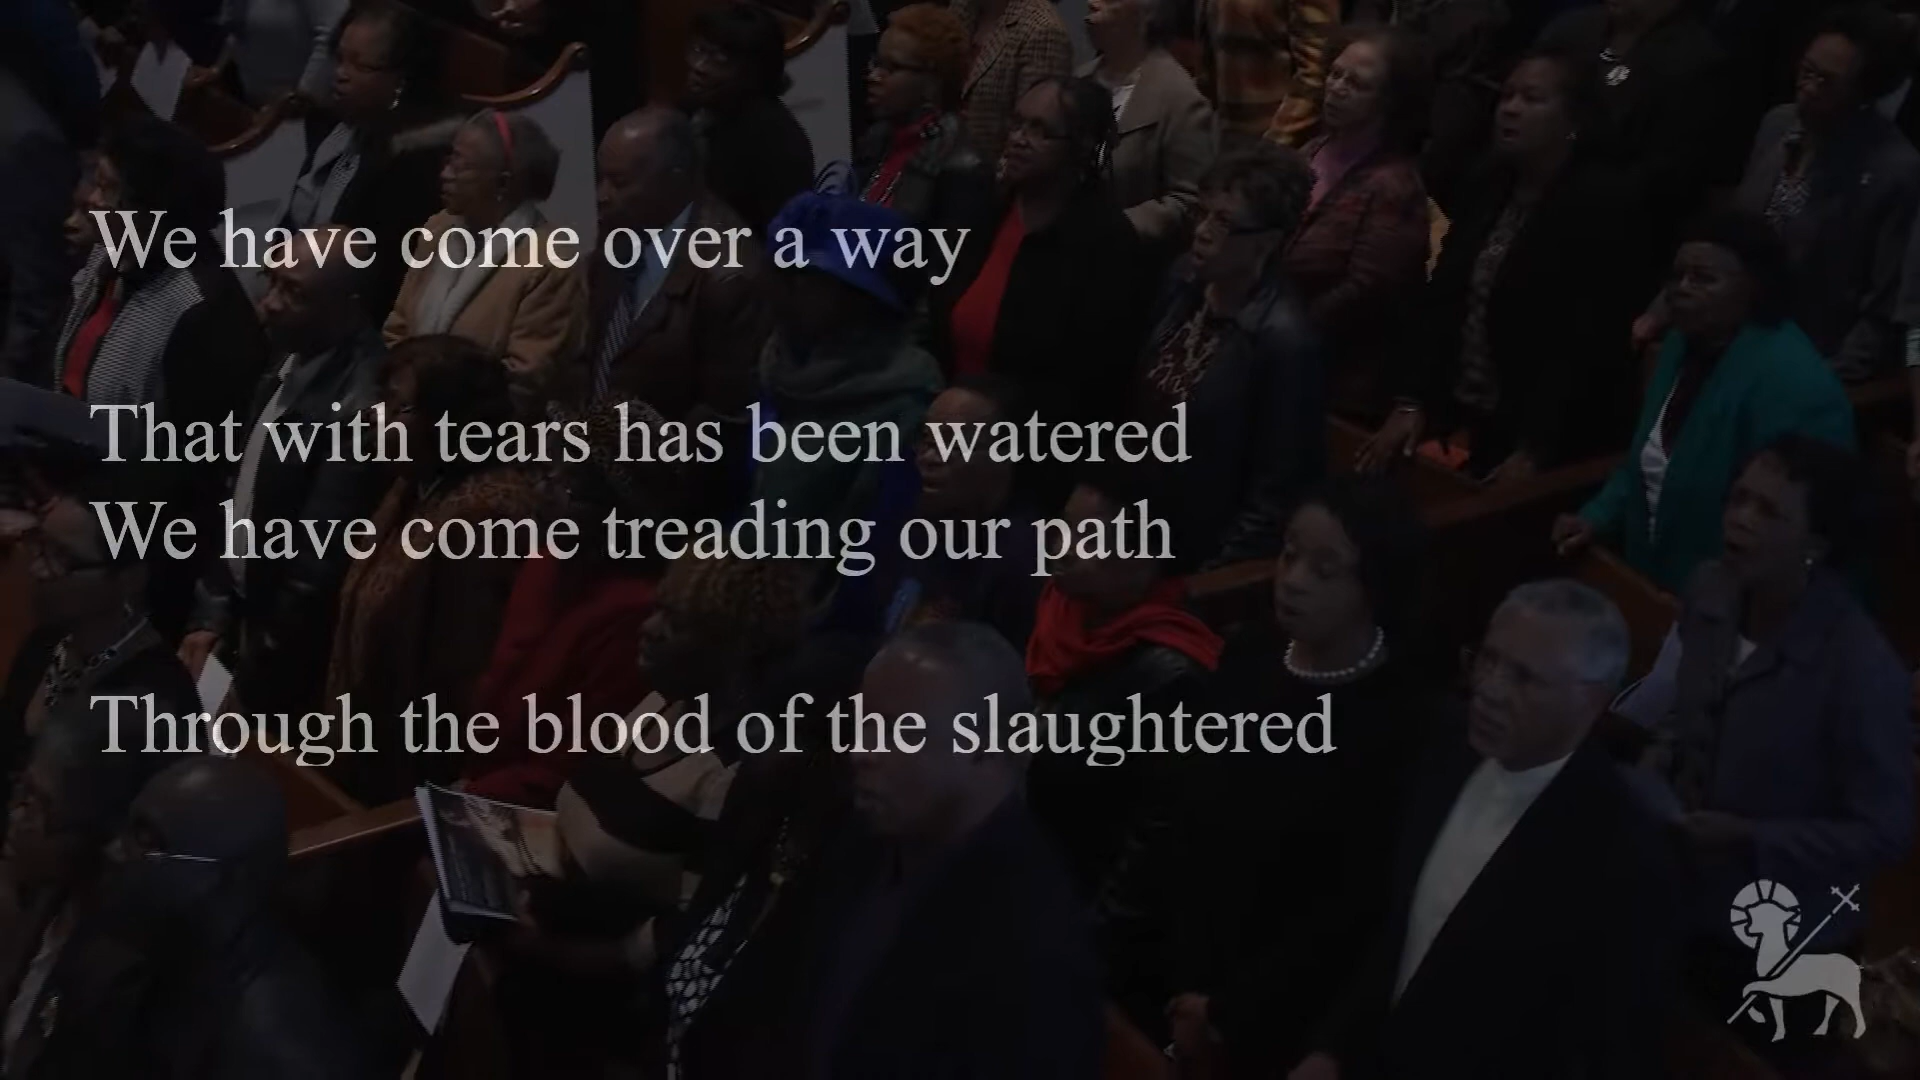 We have come over a way
That with tears has been watered
We have come treading our path
Through the blood of the slaughtered